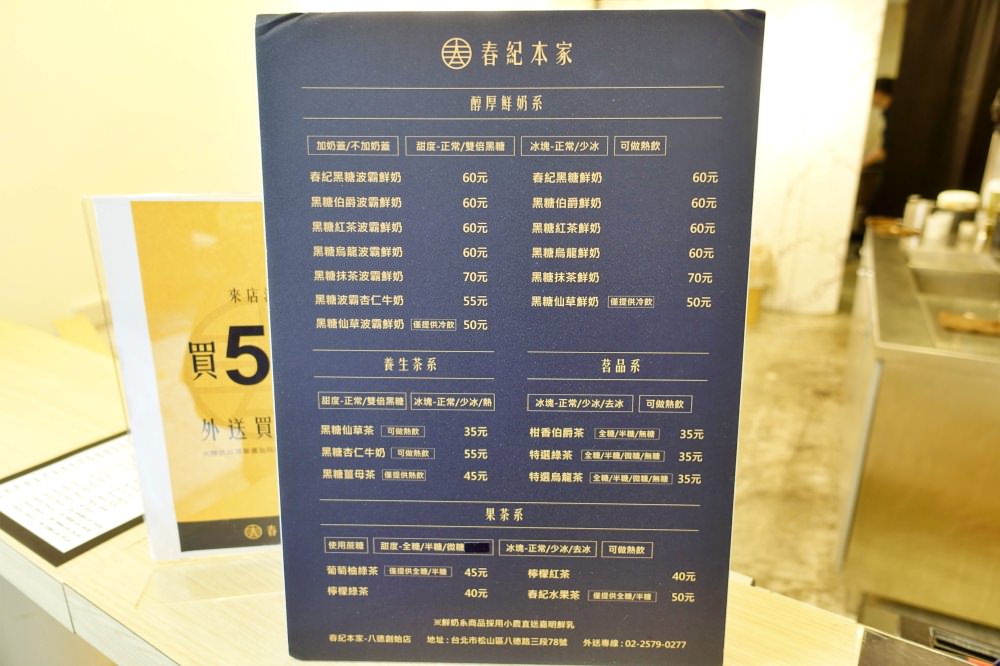 春紀本家
醇厚鮮奶系
加奶蓋/不加奶蓋 甜度-正常/雙倍黑糖 冰塊-正常/少冰 可做熱飲
春紀黑糖波霸鮮奶 60元
黑糖伯爵波霸鮮奶 60元
黑糖紅茶波霸鮮奶 60元
黑糖烏龍波霸鮮奶 60元
黑糖抹茶波霸鮮奶 70元
黑糖波霸杏仁牛奶 55元
黑糖仙草波霸鮮奶 僅提供冷飲 50元
春紀黑糖鮮奶 60元
黑糖伯爵鮮奶 60元
黑糖紅茶鮮奶 60元
黑糖烏龍鮮奶 60元
黑糖抹茶鮮奶 70元
黑糖仙草鮮奶 僅提供冷飲 50元
養生茶系
甜度-正常/雙倍黑糖 冰塊-正常/少冰/熱
黑糖仙草茶 可做熱飲 35元
黑糖杏仁牛奶 可做熱飲 55元
黑糖薑母茶 僅提供熱飲 45元
茗品系
冰塊-正常/少冰/去冰 可做熱飲
柑香伯爵茶 全糖/半糖/無糖 35元
特選綠茶 全糖/半糖/微糖/無糖 35元
特選烏龍茶 全糖/半糖/微糖/無糖 35元
果茶系
使用蔗糖 甜度-全糖/半糖/微糖 冰塊-正常/少冰/去冰 可做熱飲
葡萄柚綠茶 僅提供全糖/半糖 45元
檸檬綠茶 40元
檸檬紅茶 40元
春紀水果茶 僅提供全糖/半糖 50元
※鮮奶系商品採用小農直送嘉明鮮乳
春紀本家-八德創始店 地址:台北市松山區八德路三段78號 外送專線:02-2579-0277
來店
買5
外送買
春